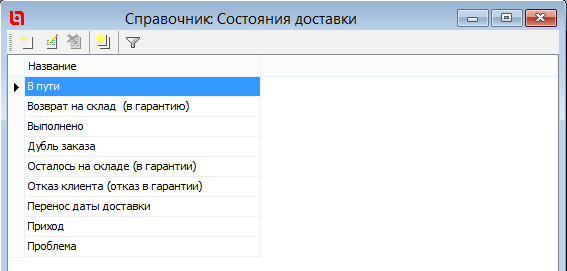 Справочник: Состояния доставки
Название
В пути
Возврат на склад  (в гарантию)
Выполнено
Дубль заказа
Осталось на складе (в гарантии)
Отказ клиента (отказ в гарантии)
Перенос даты доставки
Приход
Проблема